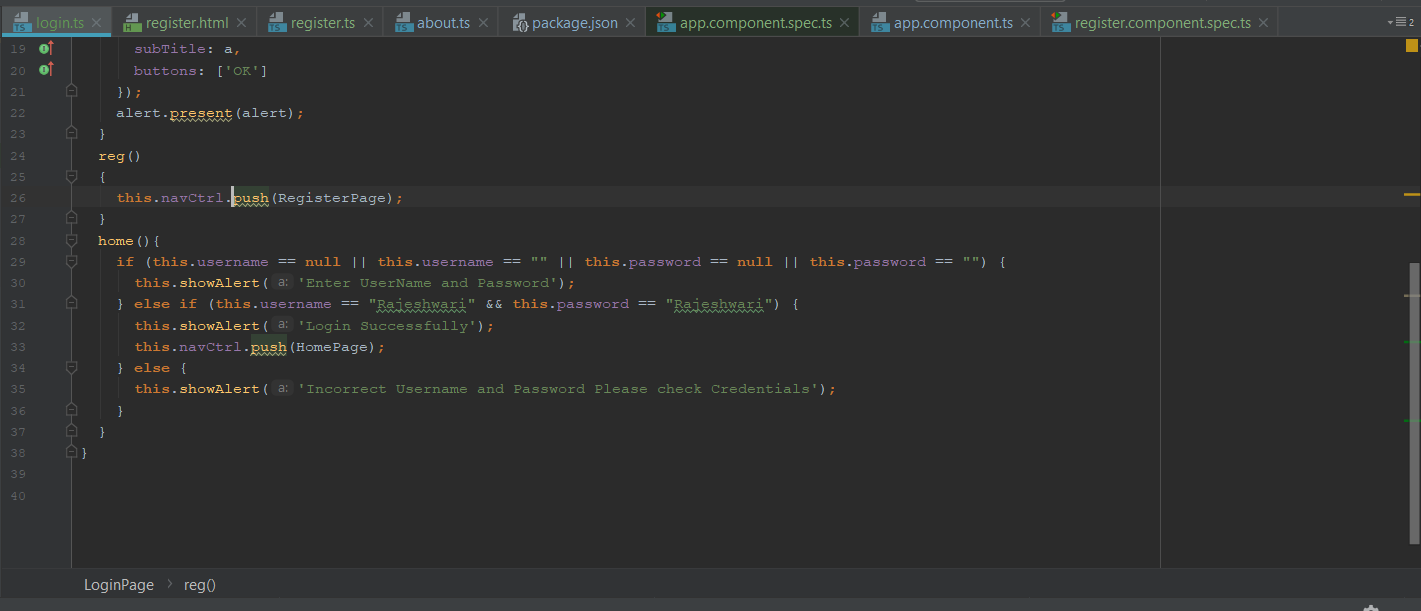 login.ts register.html register.ts about.ts package.json app.component.spec.ts app.component.ts register.component.spec.ts 2
19 subTitle: a,
20 buttons: ['OK']
21 });
22 alert.present(alert);
23 }
24 reg()
25 {
26 this.navCtrl.push(RegisterPage);
27 }
28 home(){
29 if (this.username == null || this.username == "" || this.password == null || this.password == "") {
30 this.showAlert( a: 'Enter UserName and Password');
31 } else if (this.username == "Rajeshwari" && this.password == "Rajeshwari") {
32 this.showAlert( a: 'Login Successfully');
33 this.navCtrl.push(HomePage);
34 } else {
35 this.showAlert( a: 'Incorrect Username and Password Please check Credentials');
36 }
37 }
38 }
39
40
LoginPage > reg()